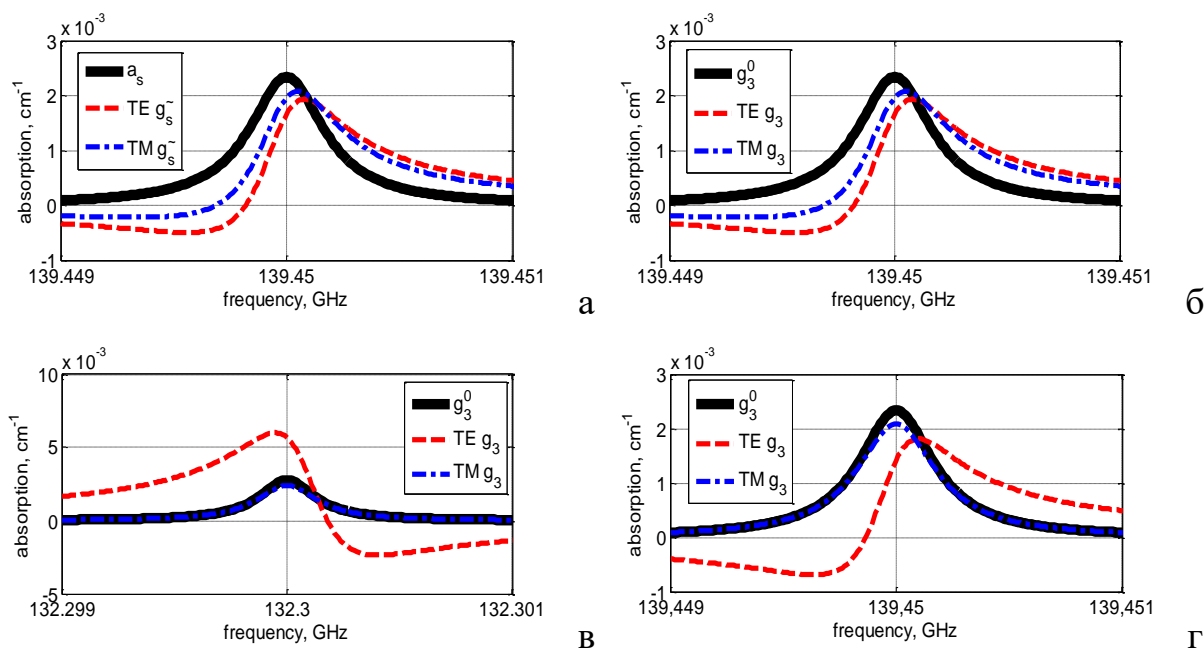 x 10⁻³
absorption, cm⁻¹
3
2
1
0
-1
a_s
TE g_s^~
TM g_s^~
139.449
139.45
139.451
frequency, GHz
а
x 10⁻³
absorption, cm⁻¹
3
2
1
0
-1
g_3^0
TE g_3
TM g_3
139.449
139.45
139.451
frequency, GHz
б
x 10⁻³
absorption, cm⁻¹
10
5
0
-5
g_3^0
TE g_3
TM g_3
132.299
132.3
132.301
frequency, GHz
в
x 10⁻³
absorption, cm⁻¹
3
2
1
0
-1
g_3^0
TE g_3
TM g_3
139,449
139,45
139,451
frequency, GHz
г